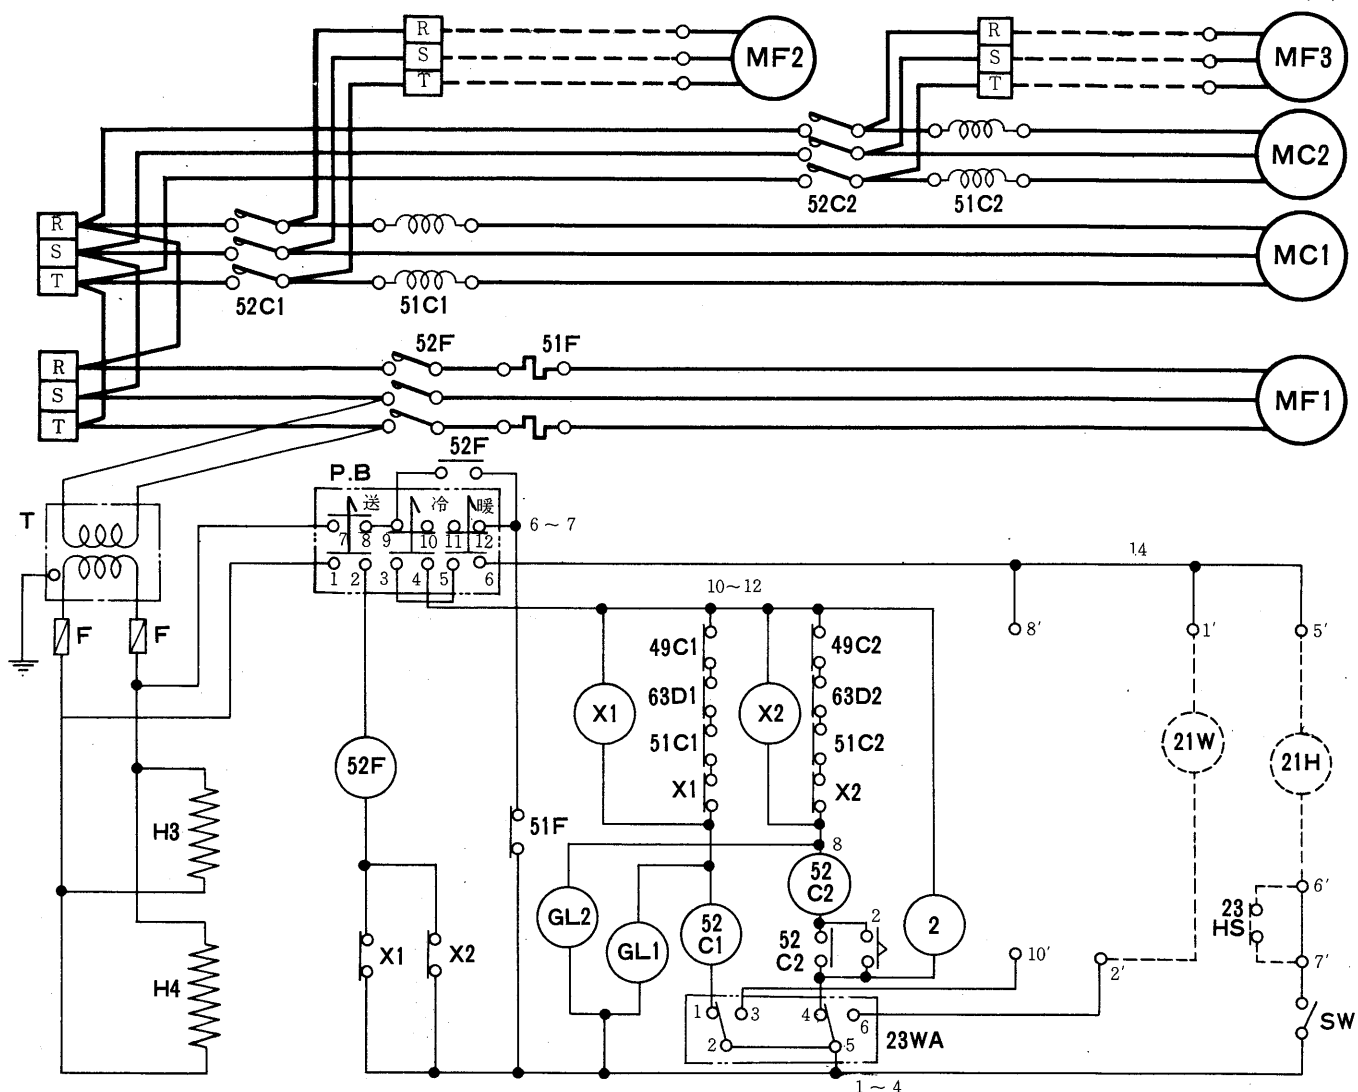 R
S
T
MF2
R
S
T
MF3
MC2
52C2
51C2
R
S
T
52C1
51C1
MC1
52F
51F
R
S
T
MF1
52F
P.B
送
冷
暖
T
7
8
9
10
11
12
6～7
1
2
3
4
5
6
14
10～12
F
F
8'
1'
5'
49C1
49C2
63D1
63D2
X1
X2
51C1
51C2
X1
X2
21W
21H
52F
H3
51F
8
52
C2
GL2
GL1
52
C1
2
52
C2
2
6'
23
HS
7'
X1
X2
10'
2'
H4
1
3
4
6
2
5
23WA
SW
1～4